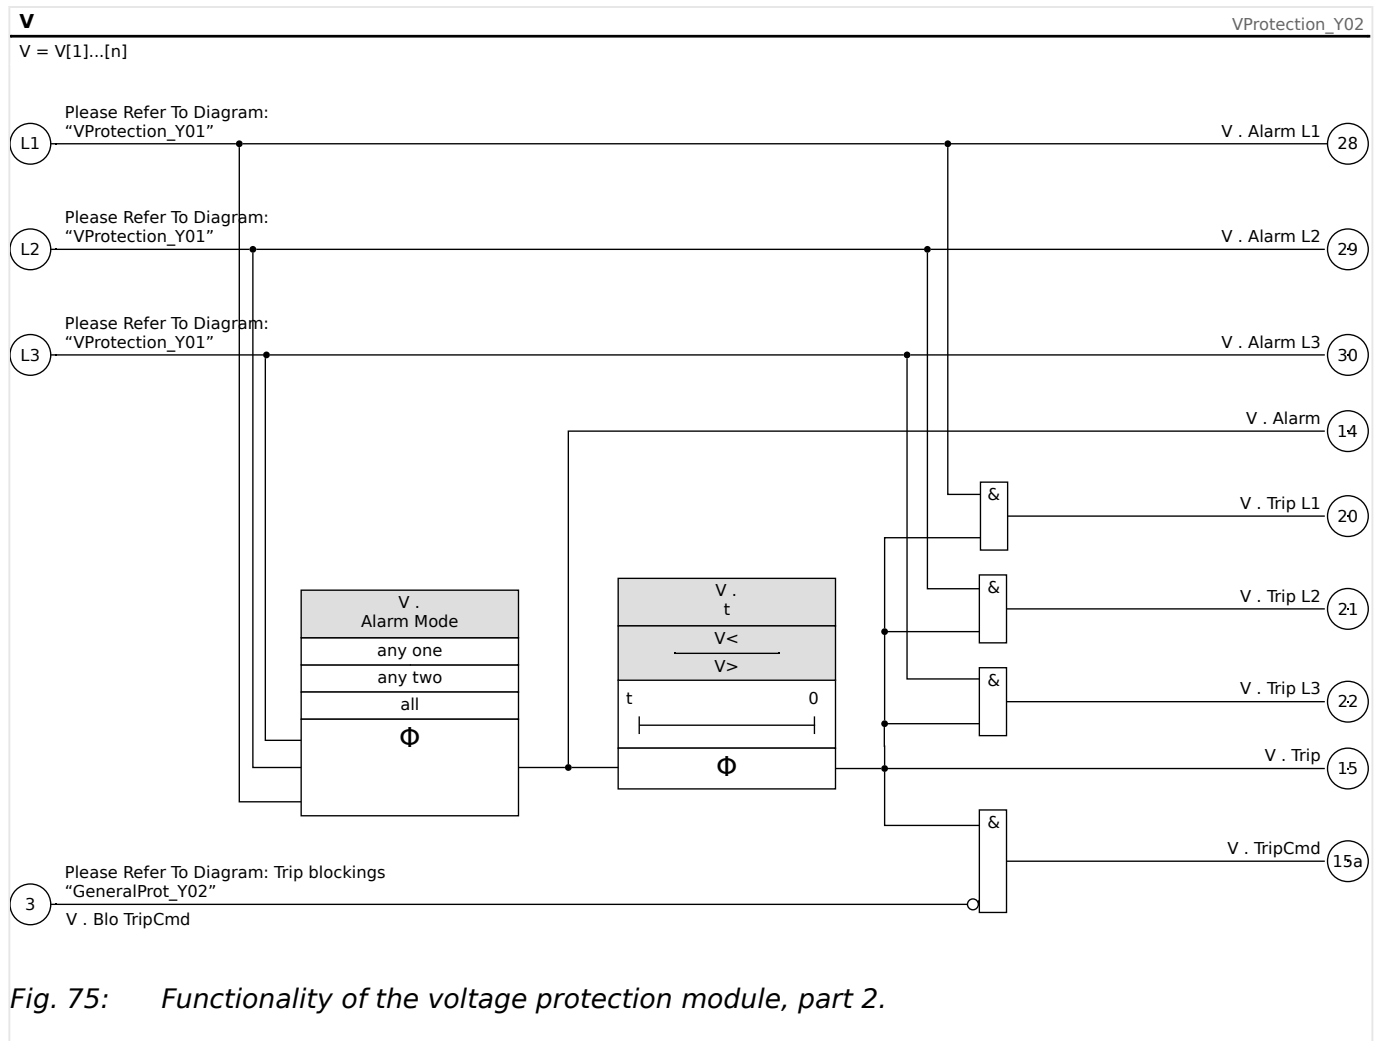 V
VProtection_Y02
V = V[1]...[n]
Please Refer To Diagram:
“VProtection_Y01”
L1
V . Alarm L1
28
Please Refer To Diagram:
“VProtection_Y01”
L2
V . Alarm L2
29
Please Refer To Diagram:
“VProtection_Y01”
L3
V . Alarm L3
30
V . Alarm
14
&
V . Trip L1
20
&
V . Trip L2
21
&
V . Trip L3
22
V .
Alarm Mode
any one
any two
all
Φ
V .
t
V<
V>
t 0
Φ
V . Trip
15
&
V . TripCmd
15a
Please Refer To Diagram: Trip blockings
“GeneralProt_Y02”
3
V . Blo TripCmd
Fig. 75: Functionality of the voltage protection module, part 2.